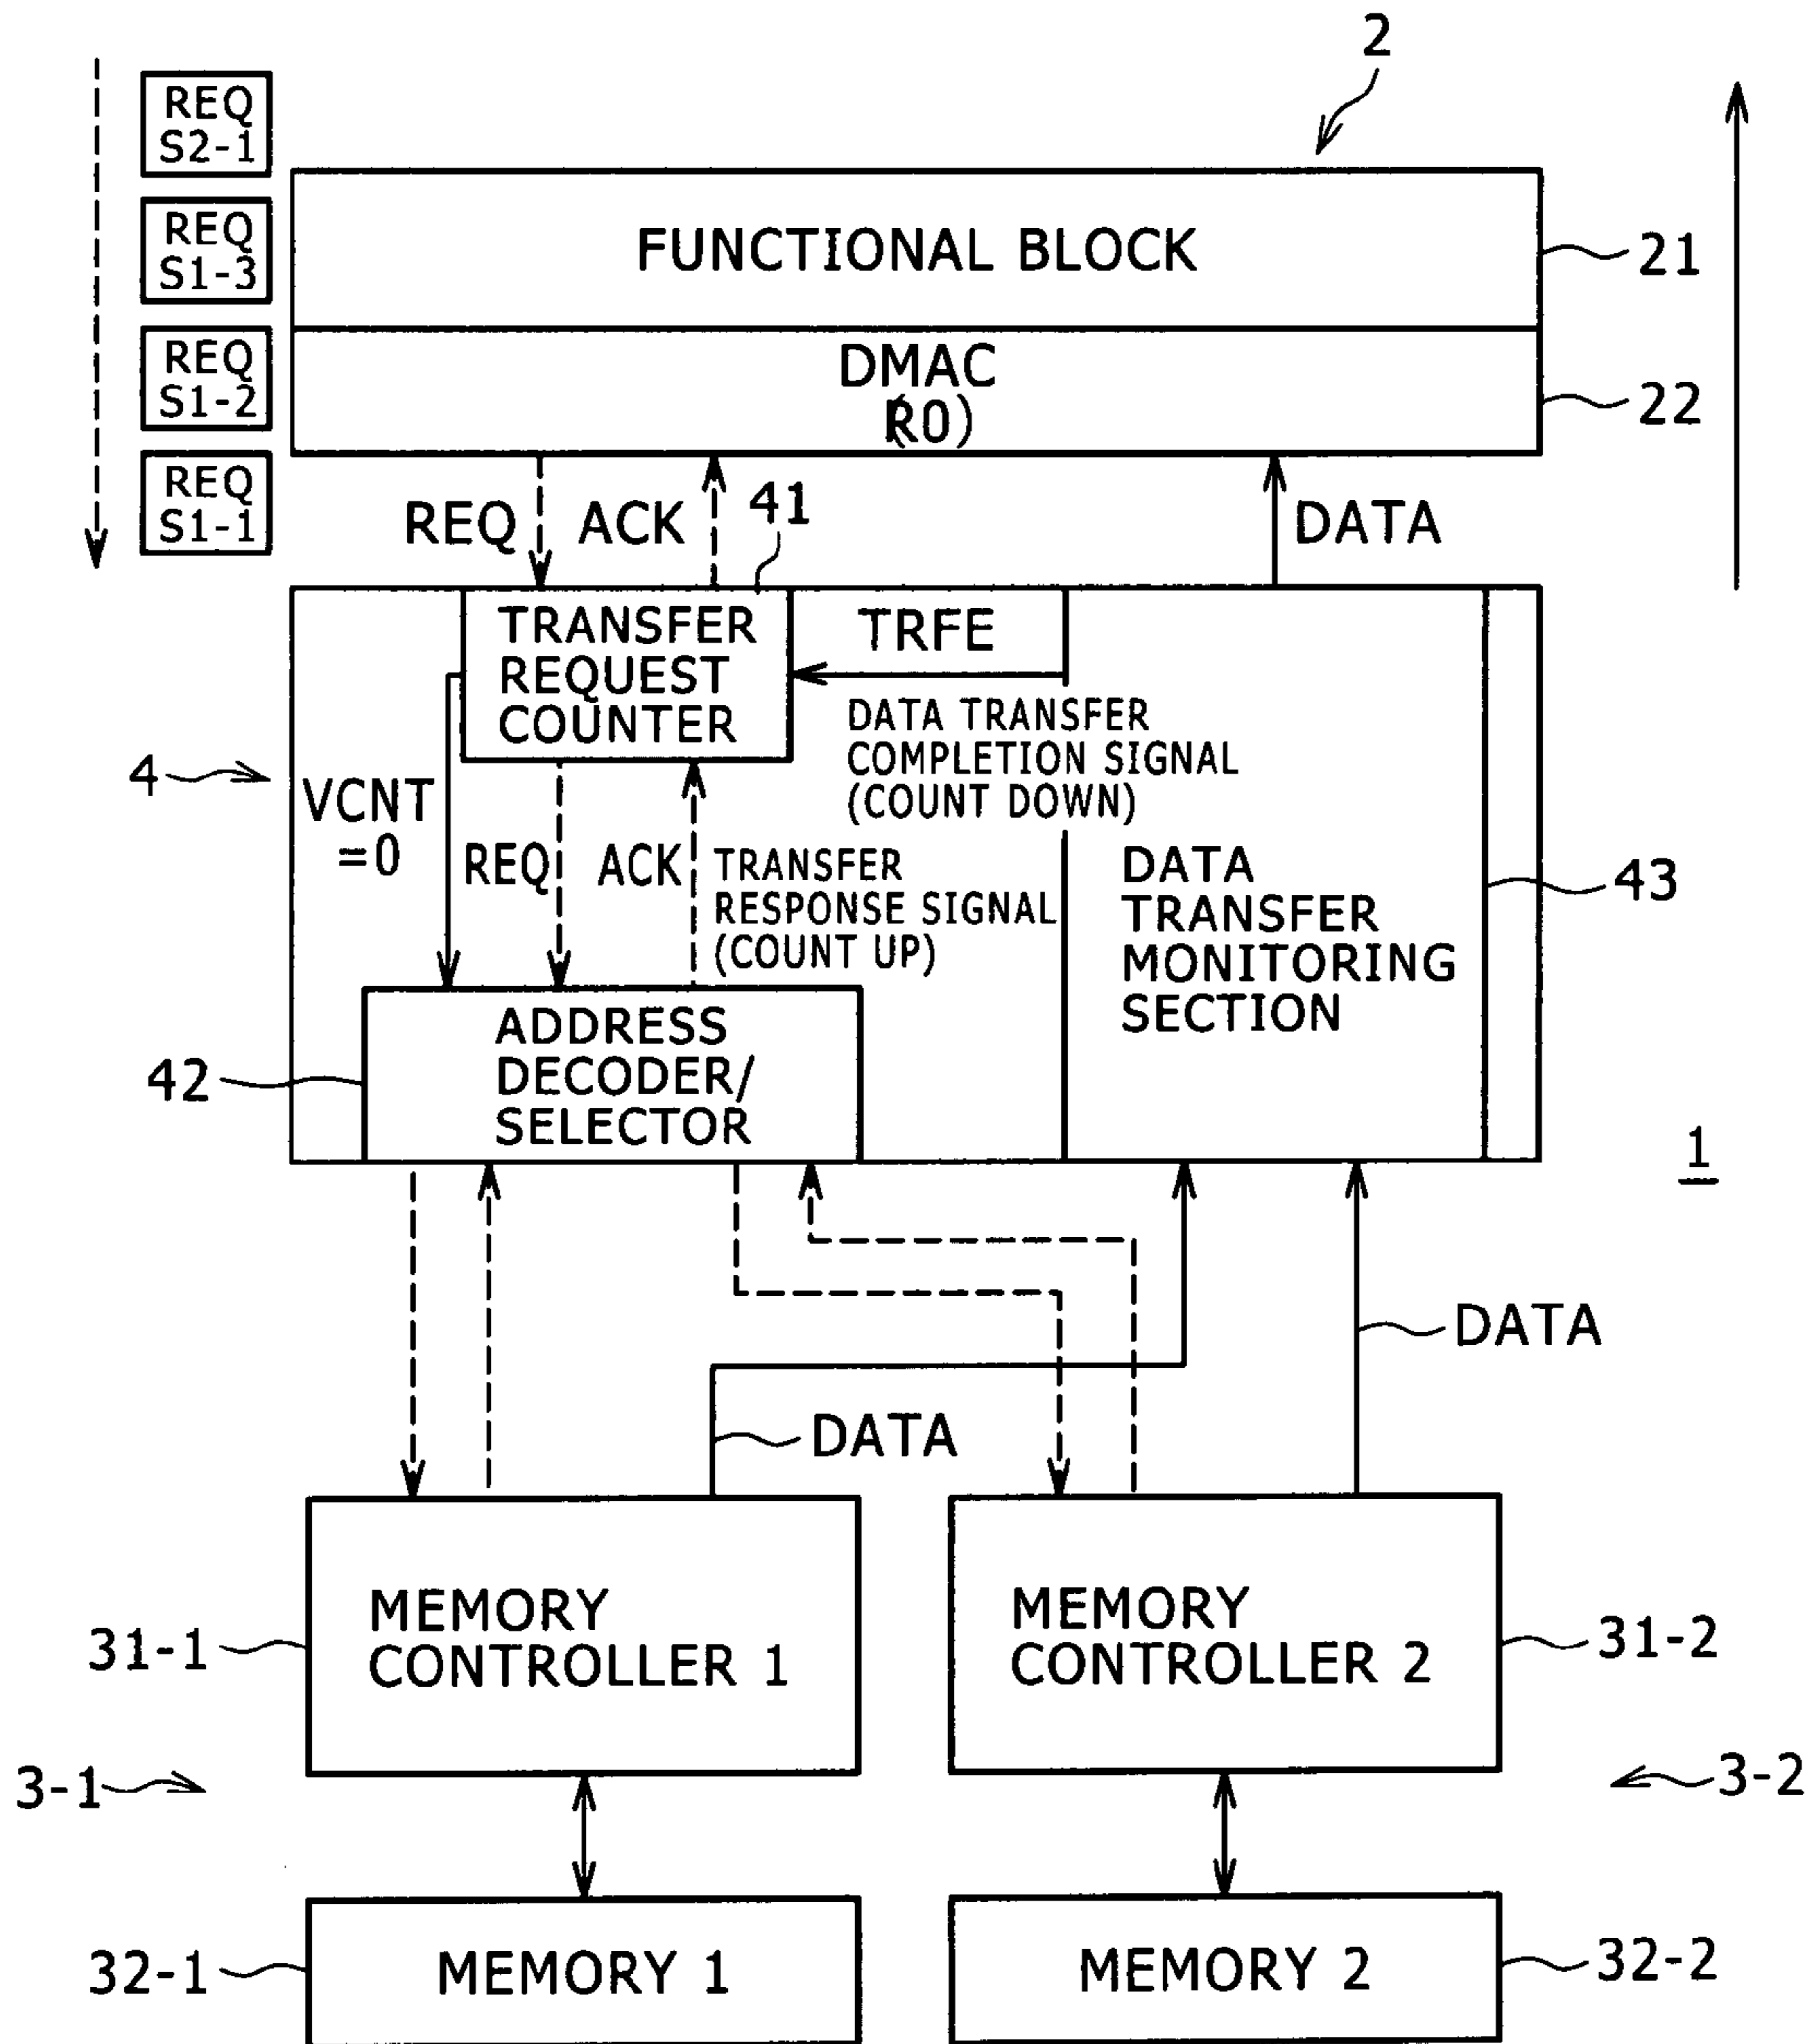 2
REQ
S2-1
REQ
S1-3
REQ
S1-2
REQ
S1-1
FUNCTIONAL BLOCK
21
DMAC
(R0)
22
REQ
ACK
41
DATA
TRANSFER
REQUEST
COUNTER
TRFE
DATA TRANSFER
COMPLETION SIGNAL
(COUNT DOWN)
4
VCNT
=0
REQ
ACK
TRANSFER
RESPONSE SIGNAL
(COUNT UP)
DATA
TRANSFER
MONITORING
SECTION
43
ADDRESS
DECODER/
SELECTOR
42
1
DATA
DATA
MEMORY
CONTROLLER 1
31-1
MEMORY
CONTROLLER 2
31-2
3-1
3-2
MEMORY 1
32-1
MEMORY 2
32-2